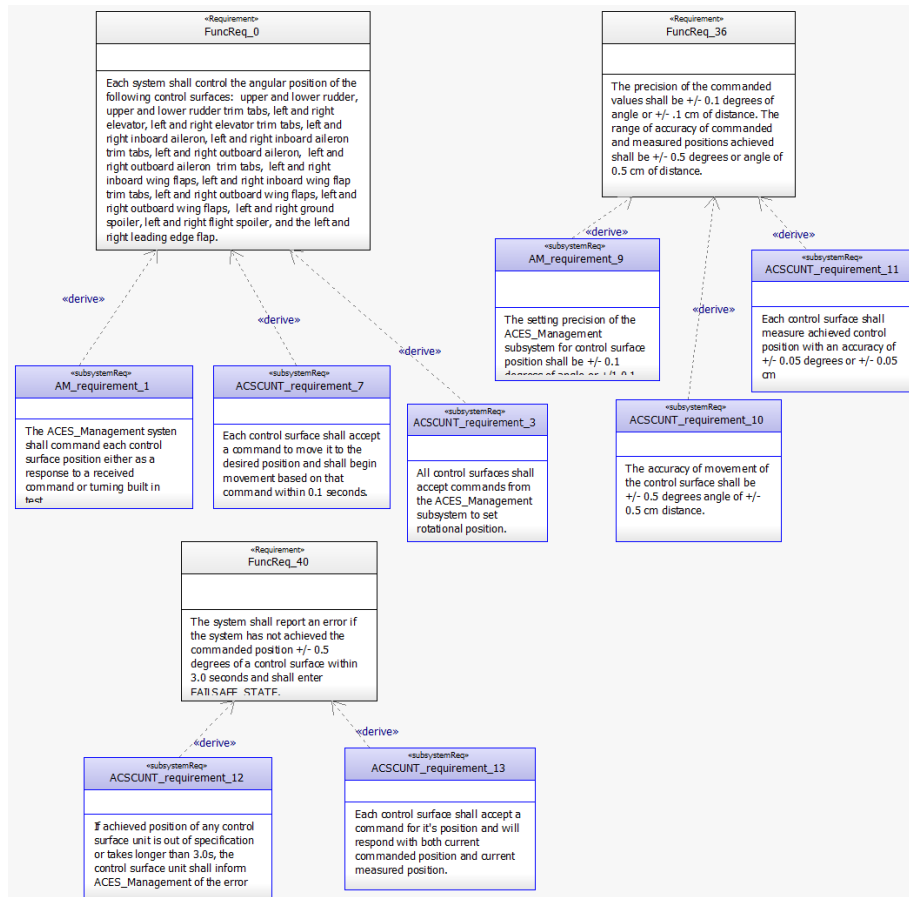 «Requirement»
FuncReq_0
Each system shall control the angular position of the
following control surfaces: upper and lower rudder,
upper and lower rudder trim tabs, left and right
elevator, left and right elevator trim tabs, left and
right inboard aileron, left and right inboard aileron
trim tabs, left and right outboard aileron, left and
right outboard aileron trim tabs, left and right
inboard wing flaps, left and right inboard wing flap
trim tabs, left and right outboard wing flaps, left and
right outboard wing flaps, left and right ground
spoiler, left and right flight spoiler, and the left and
right leading edge flap.
«Requirement»
FuncReq_36
The precision of the commanded
values shall be +/- 0.1 degrees of
angle or +/- .1 cm of distance. The
range of accuracy of commanded
and measured positions achieved
shall be +/- 0.5 degrees or angle of
0.5 cm of distance.
«derive»
«derive»
«derive»
«derive»
«derive»
«derive»
«subsystemReq»
AM_requirement_9
The setting precision of the
ACES_Management
subsystem for control surface
position shall be +/- 0.1
degrees of angle or +/1 0.1
«subsystemReq»
ACSCUNT_requirement_11
Each control surface shall
measure achieved control
position with an accuracy of
+/- 0.05 degrees or +/- 0.05
cm
«subsystemReq»
AM_requirement_1
The ACES_Management systen
shall command each control
surface position either as a
response to a received
command or turning built in
test
«subsystemReq»
ACSCUNT_requirement_7
Each control surface shall accept
a command to move it to the
desired position and shall begin
movement based on that
command within 0.1 seconds.
«subsystemReq»
ACSCUNT_requirement_3
All control surfaces shall
accept commands from
the ACES_Management
subsystem to set
rotational position.
«subsystemReq»
ACSCUNT_requirement_10
The accuracy of movement of
the control surface shall be
+/- 0.5 degrees angle of +/-
0.5 cm distance.
«Requirement»
FuncReq_40
The system shall report an error if
the system has not achieved the
commanded position +/- 0.5
degrees of a control surface within
3.0 seconds and shall enter
FAILSAFE_STATE.
«derive»
«derive»
«subsystemReq»
ACSCUNT_requirement_12
If achieved position of any control
surface unit is out of specification
or takes longer than 3.0s, the
control surface unit shall inform
ACES_Management of the error
«subsystemReq»
ACSCUNT_requirement_13
Each control surface shall accept a
command for it's position and will
respond with both current
commanded position and current
measured position.